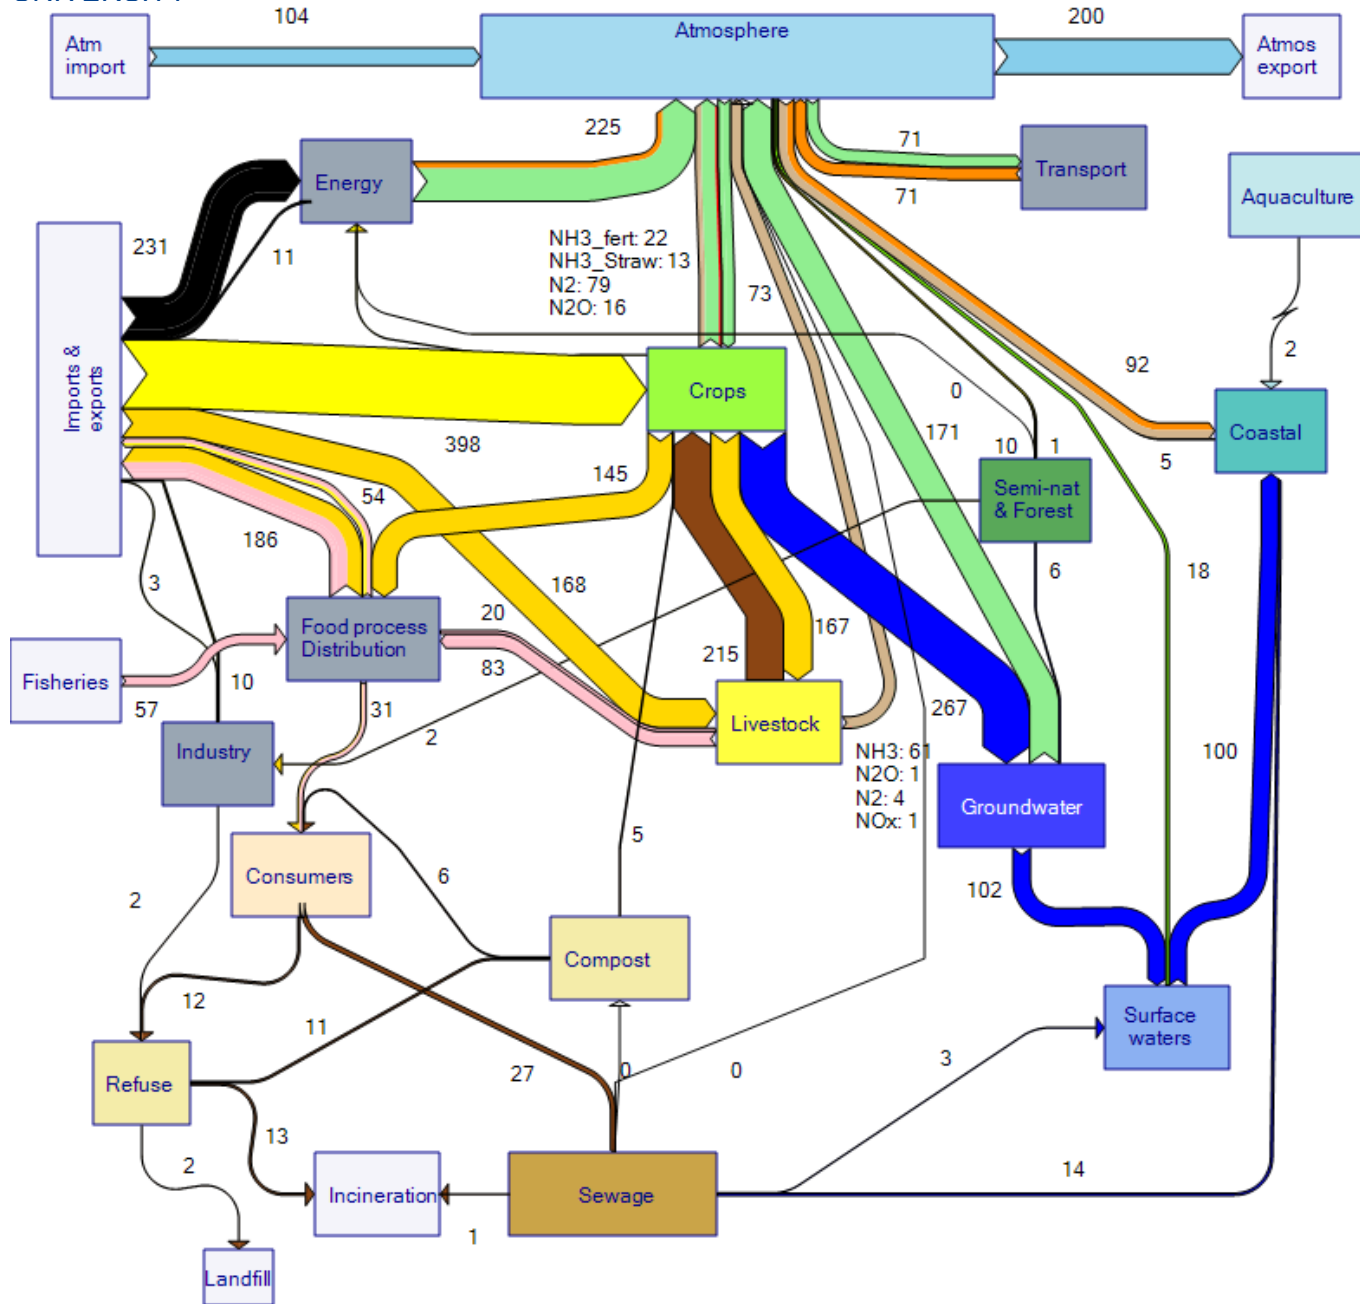 104
200
Atm
import
Atmosphere
Atmos
export
225
Energy
71
Transport
71
Aquaculture
231
11
NH3_fert: 22
NH3_Straw: 13
N2: 79
N2O: 16
73
Imports &
exports
Crops
92
2
0
Coastal
398
171
10
1
5
145
54
Semi-nat
& Forest
186
3
168
6
18
20
167
Food process
Distribution
215
83
Fisheries
57
10
31
Livestock
267
2
Industry
NH3: 61
N2O: 1
N2: 4
NOx: 1
100
Groundwater
5
Consumers
6
102
2
Compost
12
11
Surface
waters
3
27
0
0
Refuse
13
2
14
Incineration
Sewage
1
Landfill